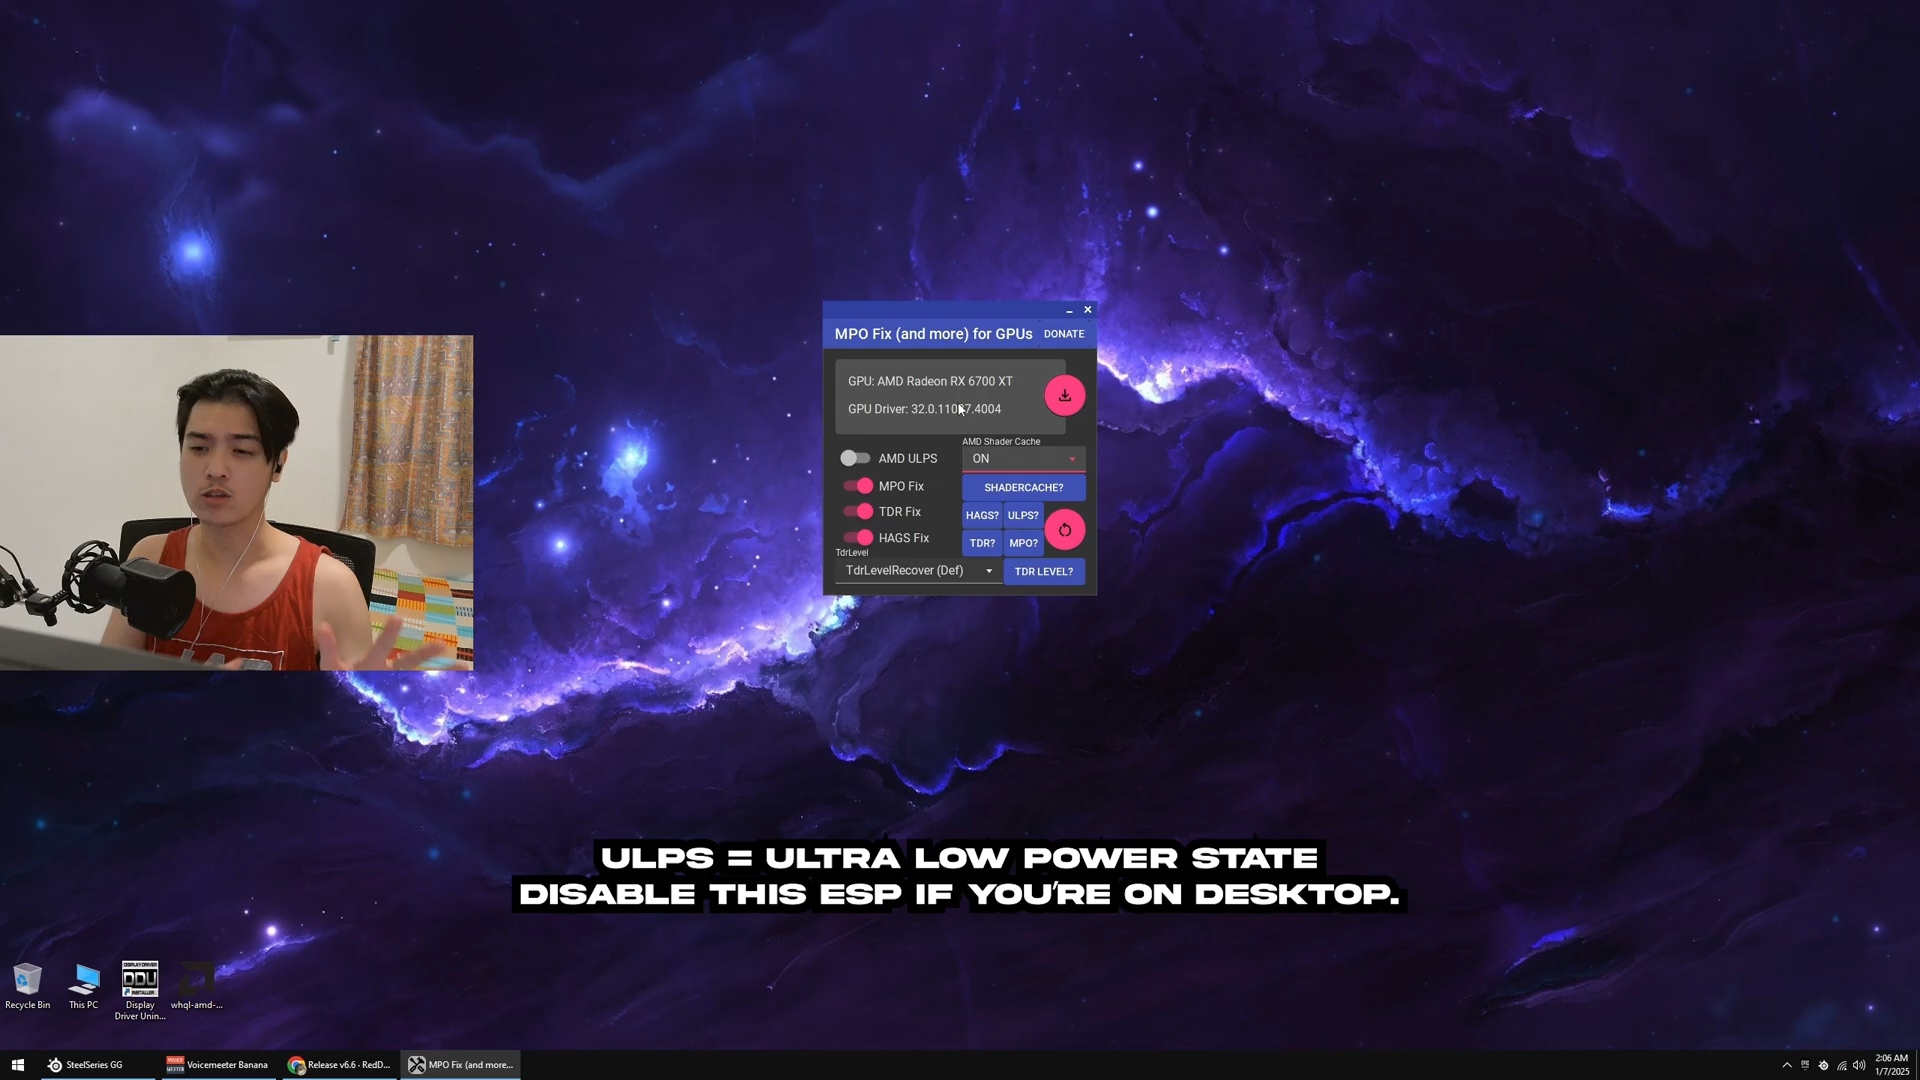 MPO Fix (and more) for GPUs
DONATE
GPU: AMD Radeon RX 6700 XT
GPU Driver: 32.0.11037.4004
AMD Shader Cache
AMD ULPS
ON
MPO Fix
SHADERCACHE?
TDR Fix
HAGS?
ULPS?
HAGS Fix
TDR?
MPO?
TdrLevel
TdrLevelRecover (Def)
TDR LEVEL?
ULPS = ULTRA LOW POWER STATE
DISABLE THIS ESP IF YOU'RE ON DESKTOP.
DISPLAY DRIVER
DDU
Recycle Bin
This PC
Display
Driver Unin...
whql-amd-...
SteelSeries GG
Voicemeeter Banana
Release v6.6 · RedD...
MPO Fix (and more...
2:06 AM
1/7/2025